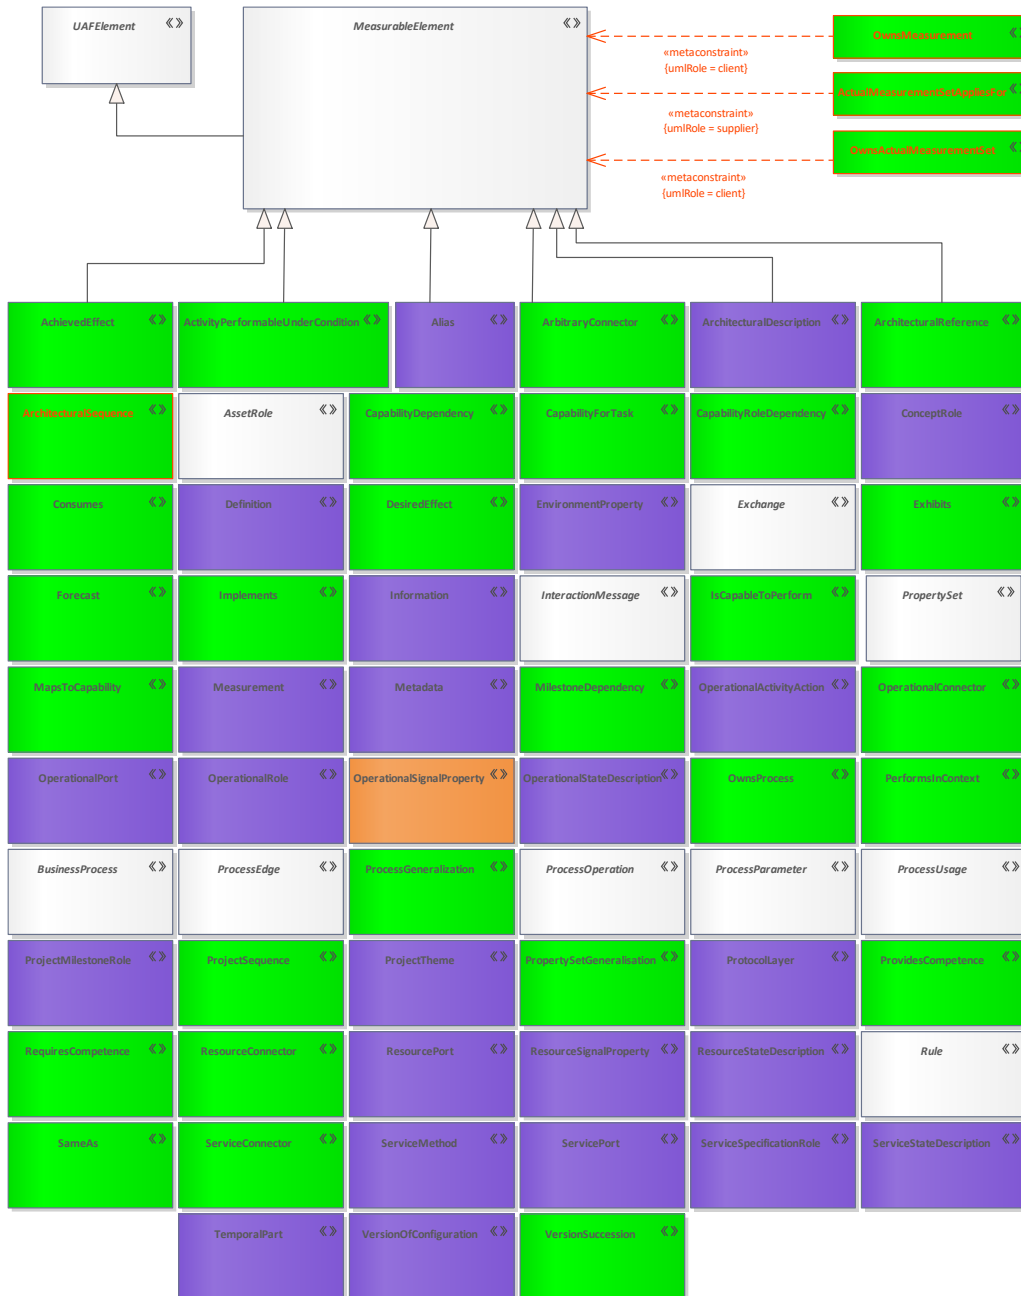 UAFElement
MeasurableElement
OwnsMeasurement
«metaconstraint»
{umlRole = client}
ActualMeasurementSetAppliesFor
«metaconstraint»
{umlRole = supplier}
OwnsActualMeasurementSet
«metaconstraint»
{umlRole = client}
AchievedEffect
ActivityPerformableUnderCondition
Alias
ArbitraryConnector
ArchitecturalDescription
ArchitecturalReference
ArchitecturalSequence
AssetRole
CapabilityDependency
CapabilityForTask
CapabilityRoleDependency
ConceptRole
Consumes
Definition
DesiredEffect
EnvironmentProperty
Exchange
Exhibits
Forecast
Implements
Information
InteractionMessage
IsCapableToPerform
PropertySet
MapsToCapability
Measurement
Metadata
MilestoneDependency
OperationalActivityAction
OperationalConnector
OperationalPort
OperationalRole
OperationalSignalProperty
OperationalStateDescription
OwnsProcess
PerformsInContext
BusinessProcess
ProcessEdge
ProcessGeneralization
ProcessOperation
ProcessParameter
ProcessUsage
ProjectMilestoneRole
ProjectSequence
ProjectTheme
PropertySetGeneralisation
ProtocolLayer
ProvidesCompetence
RequiresCompetence
ResourceConnector
ResourcePort
ResourceSignalProperty
ResourceStateDescription
Rule
SameAs
ServiceConnector
ServiceMethod
ServicePort
ServiceSpecificationRole
ServiceStateDescription
TemporalPart
VersionOfConfiguration
VersionSuccession